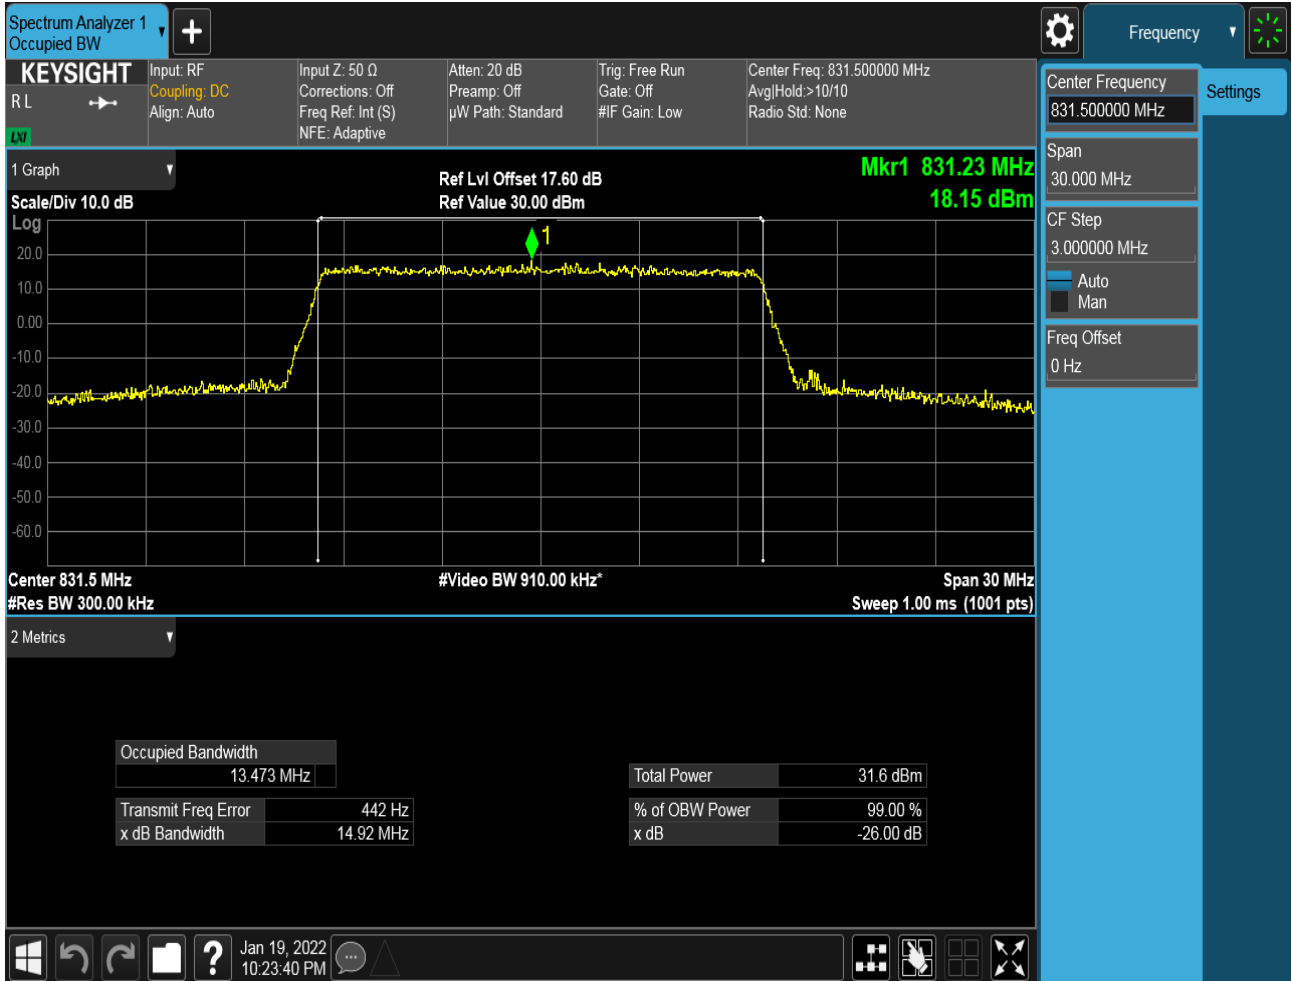 Spectrum Analyzer 1
Occupied BW
Frequency
KEYSIGHT
R L
LXI
Input: RF
Coupling: DC
Align: Auto
Input Z: 50 Ω
Corrections: Off
Freq Ref: Int (S)
NFE: Adaptive
Atten: 20 dB
Preamp: Off
µW Path: Standard
Trig: Free Run
Gate: Off
#IF Gain: Low
Center Freq: 831.500000 MHz
Avg|Hold:>10/10
Radio Std: None
Center Frequency
831.500000 MHz
Settings
Span
30.000 MHz
CF Step
3.000000 MHz
Auto
Man
Freq Offset
0 Hz
1 Graph
Scale/Div 10.0 dB
Ref Lvl Offset 17.60 dB
Ref Value 30.00 dBm
Mkr1 831.23 MHz
18.15 dBm
Log
1
20.0
10.0
0.00
-10.0
-20.0
-30.0
-40.0
-50.0
-60.0
Center 831.5 MHz
#Video BW 910.00 kHz*
Span 30 MHz
#Res BW 300.00 kHz
Sweep 1.00 ms (1001 pts)
2 Metrics
Occupied Bandwidth
13.473 MHz
Transmit Freq Error 442 Hz
x dB Bandwidth 14.92 MHz
Total Power 31.6 dBm
% of OBW Power 99.00 %
x dB -26.00 dB
?
Jan 19, 2022
10:23:40 PM